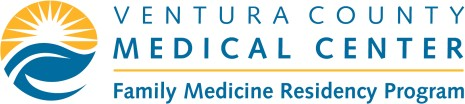 VENTURA COUNTY
MEDICAL CENTER
Family Medicine Residency Program